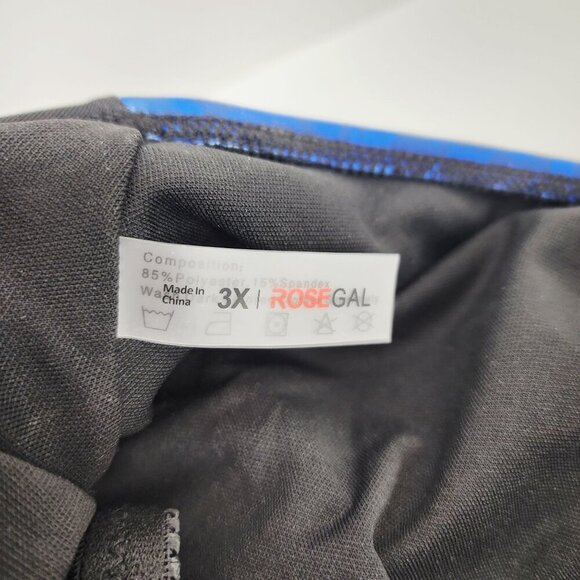 Composition:
85%Polyester 15%Spandex
Made In
China
3X | ROSEGAL